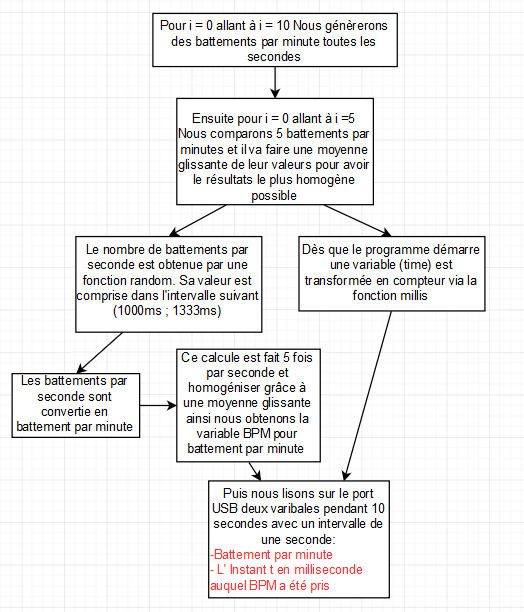 Pour i = 0 allant à i = 10 Nous génèrerons
des battements par minute toutes les
secondes
Ensuite pour i = 0 allant à i =5
Nous comparons 5 battements par
minutes et il va faire une moyenne
glissante de leur valeurs pour avoir
le résultats le plus homogène
possible
Le nombre de battements par
seconde est obtenue par une
fonction random. Sa valeur est
comprise dans l'intervalle suivant
(1000ms ; 1333ms)
Dès que le programme démarre
une variable (time) est
transformée en compteur via la
fonction millis
Les battements par
seconde sont
convertie en
battement par minute
Ce calcule est fait 5 fois
par seconde et
homogéniser grâce à
une moyenne glissante
ainsi nous obtenons la
variable BPM pour
battement par minute
Puis nous lisons sur le port
USB deux varibales pendant 10
secondes avec un intervalle de
une seconde:
-Battement par minute
- L' Instant t en milliseconde
auquel BPM a été pris